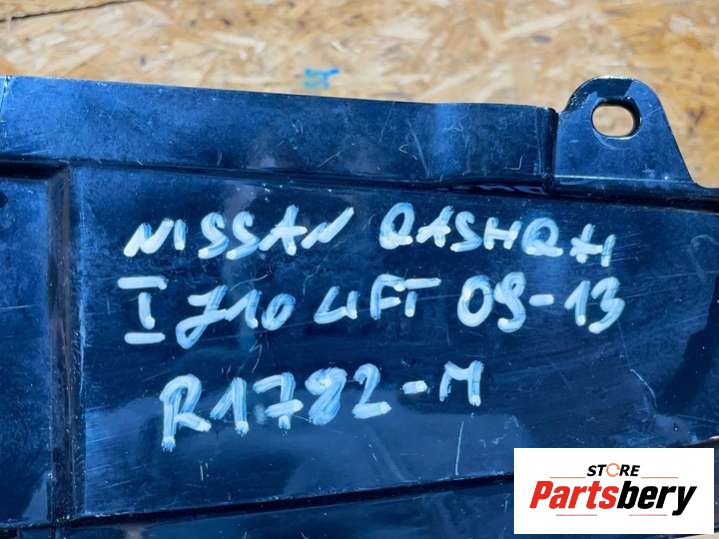 NISSAN QASHQAI
I J10 LIFT 09-13
R1782-M
STORE
Partsbery